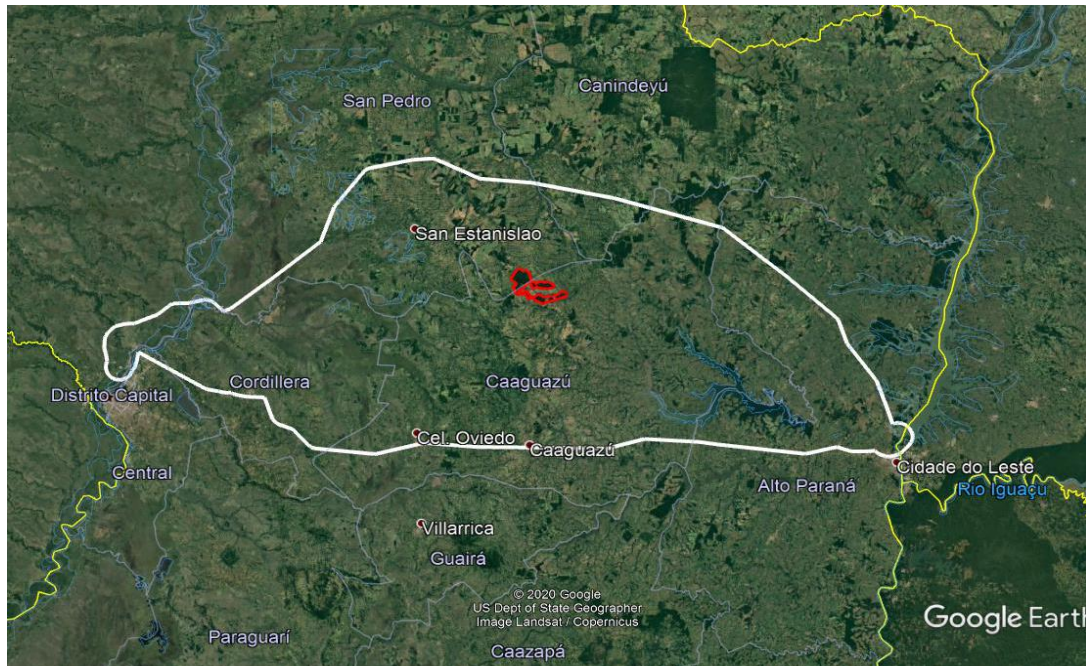 Canindeyú
San Pedro
San Estanislao
Distrito Capital
Cordillera
Caaguazú
Cel. Oviedo
Caaguazú
Central
Alto Paraná
Cidade do Leste
Rio Iguaçu
Villarrica
Guairá
© 2020 Google
US Dept of State Geographer
Image Landsat / Copernicus
Google Earth
Paraguarí
Caazapá